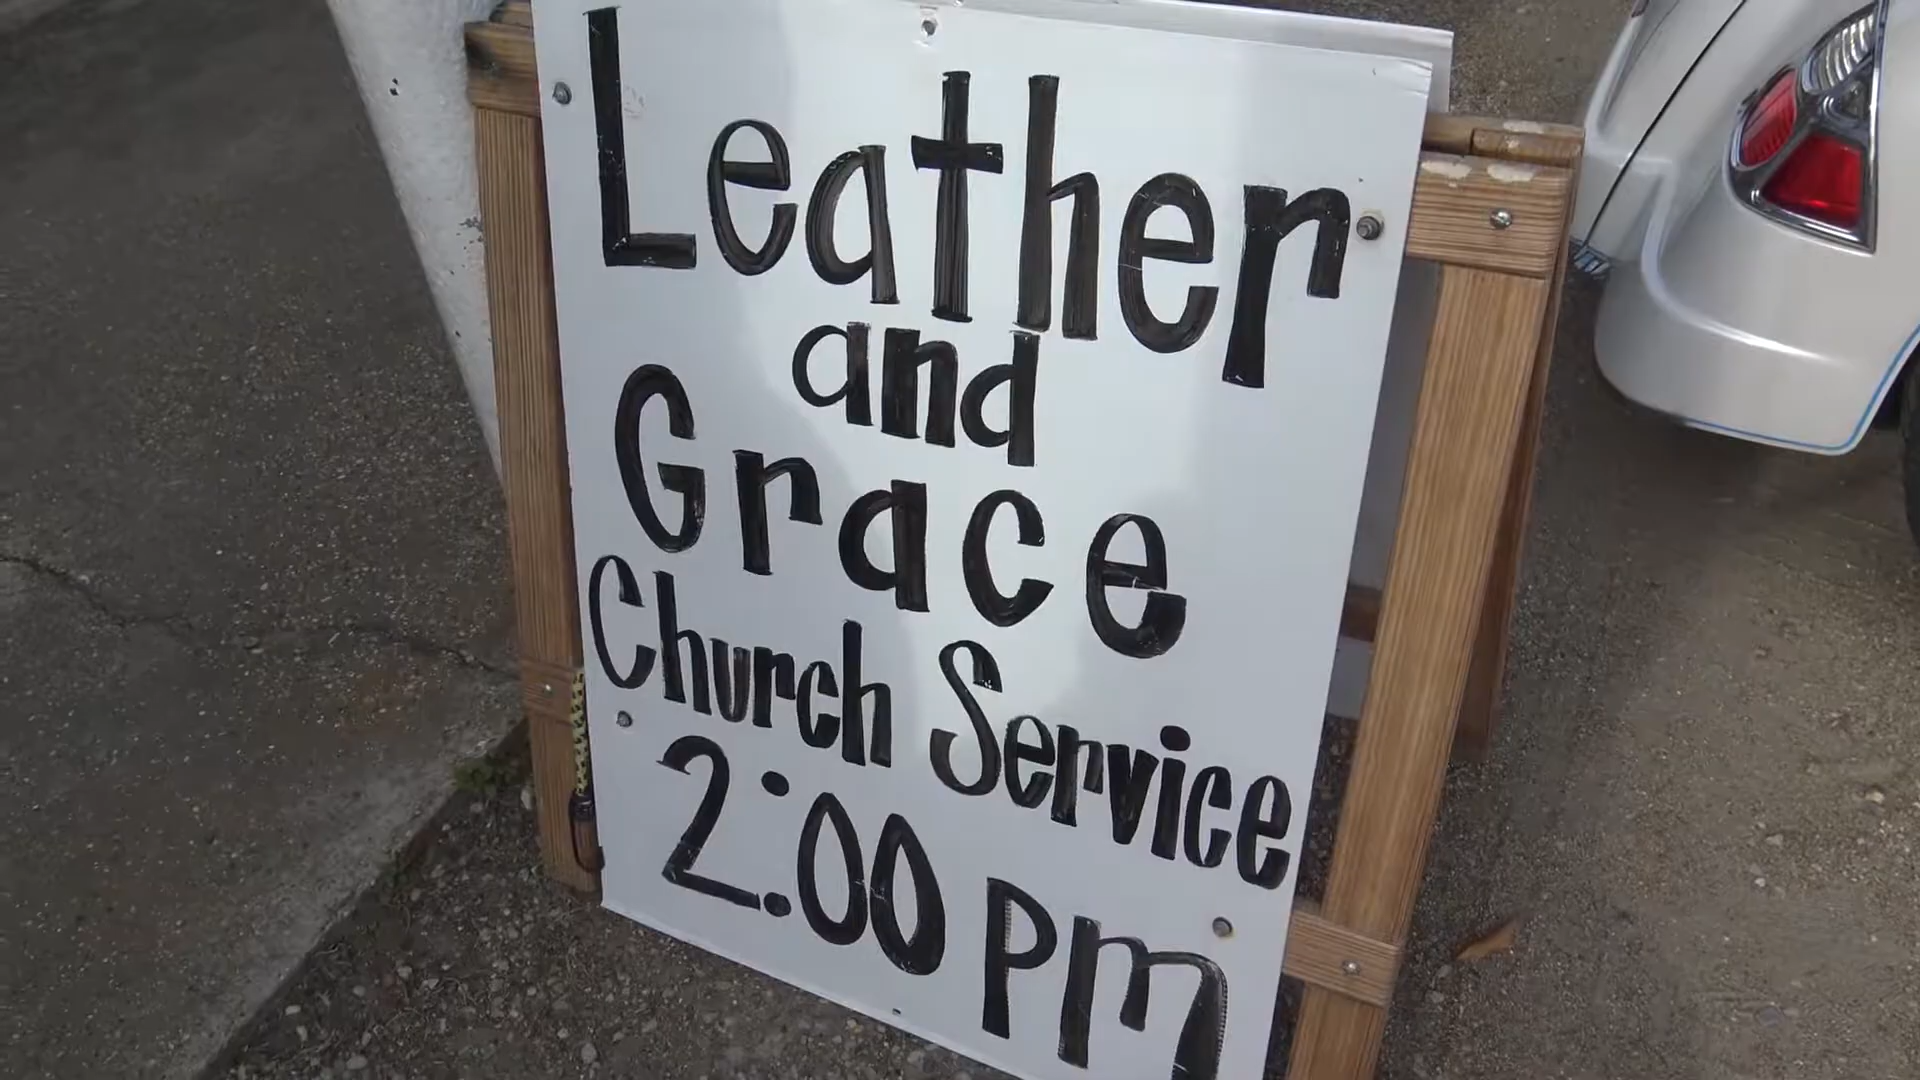 Leather
and
Grace
Church Service
2:00 pm